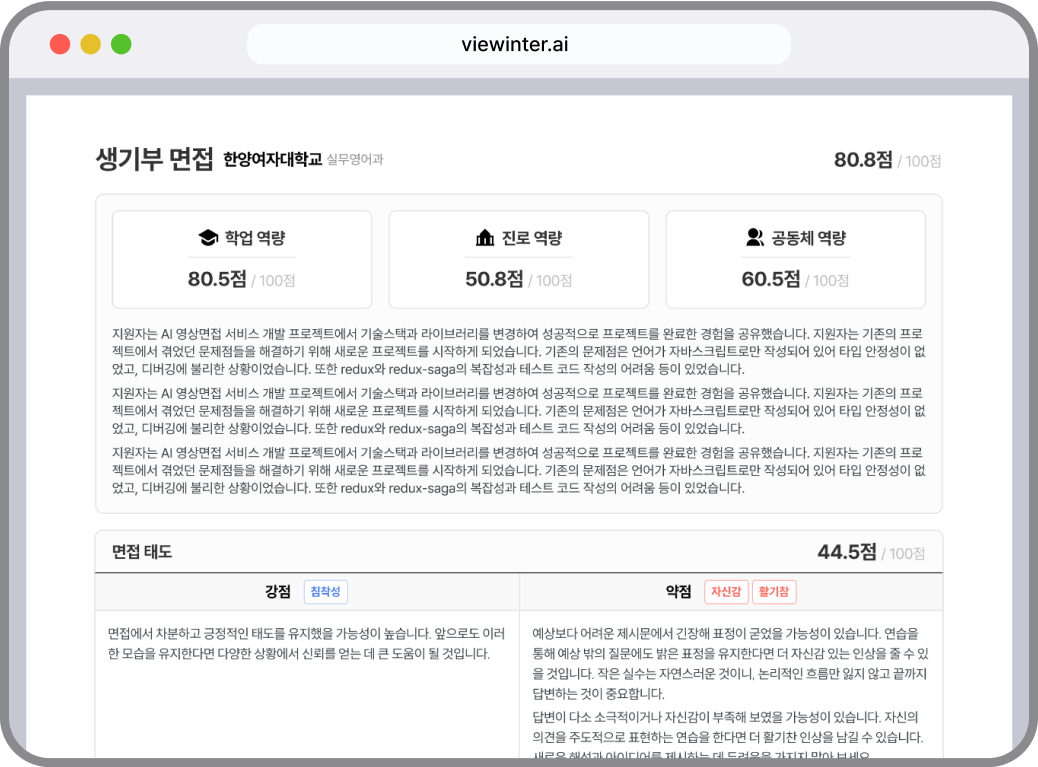 viewinter.ai
생기부 면접 한양여자대학교 실무영어과 80.8점 / 100점
학업 역량
80.5점 / 100점
진로 역량
50.8점 / 100점
공동체 역량
60.5점 / 100점
지원자는 AI 영상면접 서비스 개발 프로젝트에서 기술스택과 라이브러리를 변경하여 성공적으로 프로젝트를 완료한 경험을 공유했습니다. 지원자는 기존의 프로
젝트에서 겪었던 문제점들을 해결하기 위해 새로운 프로젝트를 시작하게 되었습니다. 기존의 문제점은 언어가 자바스크립트로만 작성되어 있어 타입 안정성이 없
었고, 디버깅에 불리한 상황이었습니다. 또한 redux와 redux-saga의 복잡성과 테스트 코드 작성의 어려움 등이 있었습니다.
지원자는 AI 영상면접 서비스 개발 프로젝트에서 기술스택과 라이브러리를 변경하여 성공적으로 프로젝트를 완료한 경험을 공유했습니다. 지원자는 기존의 프로
젝트에서 겪었던 문제점들을 해결하기 위해 새로운 프로젝트를 시작하게 되었습니다. 기존의 문제점은 언어가 자바스크립트로만 작성되어 있어 타입 안정성이 없
었고, 디버깅에 불리한 상황이었습니다. 또한 redux와 redux-saga의 복잡성과 테스트 코드 작성의 어려움 등이 있었습니다.
지원자는 AI 영상면접 서비스 개발 프로젝트에서 기술스택과 라이브러리를 변경하여 성공적으로 프로젝트를 완료한 경험을 공유했습니다. 지원자는 기존의 프로
젝트에서 겪었던 문제점들을 해결하기 위해 새로운 프로젝트를 시작하게 되었습니다. 기존의 문제점은 언어가 자바스크립트로만 작성되어 있어 타입 안정성이 없
었고, 디버깅에 불리한 상황이었습니다. 또한 redux와 redux-saga의 복잡성과 테스트 코드 작성의 어려움 등이 있었습니다.
면접 태도 44.5점 / 100점
강점 침착성
면접에서 차분하고 긍정적인 태도를 유지했을 가능성이 높습니다. 앞으로도 이러
한 모습을 유지한다면 다양한 상황에서 신뢰를 얻는 데 큰 도움이 될 것입니다.
약점 자신감 활기참
예상보다 어려운 제시문에서 긴장해 표정이 굳었을 가능성이 있습니다. 연습을
통해 예상 밖의 질문에도 밝은 표정을 유지한다면 더 자신감 있는 인상을 줄 수 있
을 것입니다. 작은 실수는 자연스러운 것이니, 논리적인 흐름만 잃지 않고 끝까지
답변하는 것이 중요합니다.
답변이 다소 소극적이거나 자신감이 부족해 보였을 가능성이 있습니다. 자신의
의견을 주도적으로 표현하는 연습을 한다면 더 활기찬 인상을 남길 수 있습니다.
새로운 해석과 아이디어를 제시하는 데 두려움을 가지지 말아 보세요.